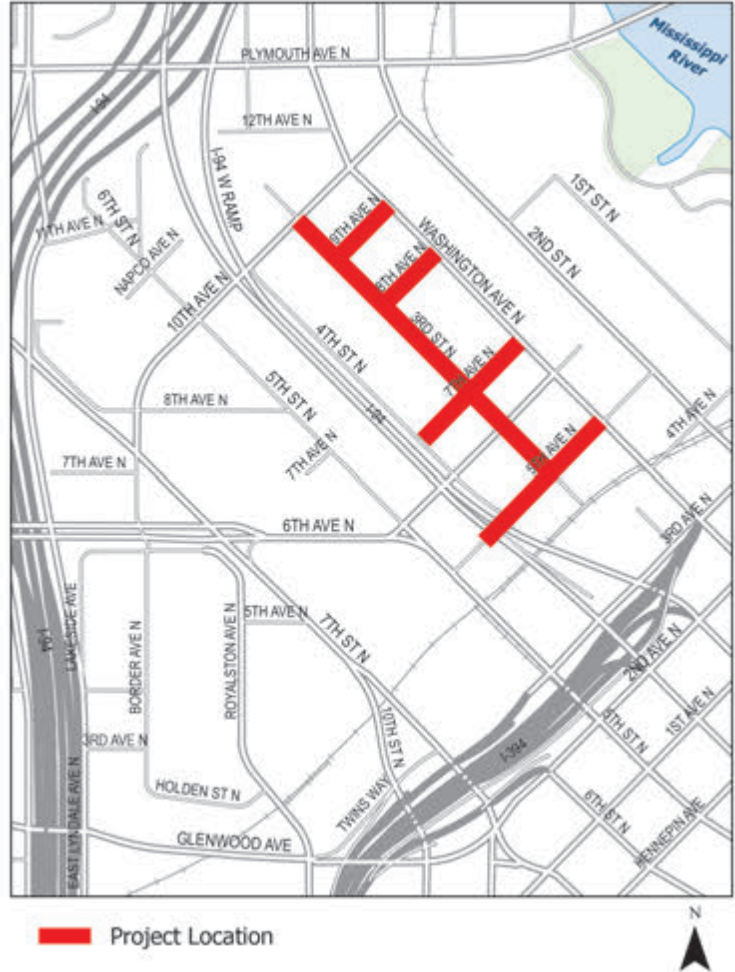 PLYMOUTH AVE N
Mississippi
River
I-94
12TH AVE N
I-94 W RAMP
6TH ST N
1ST ST N
11TH AVE N
9TH AVE N
WASHINGTON AVE N
2ND ST N
NAPCO AVE N
8TH AVE N
10TH AVE N
3RD ST N
4TH ST N
7TH AVE N
I-94
5TH ST N
8TH AVE N
4TH AVE N
5TH AVE N
7TH AVE N
7TH AVE N
6TH AVE N
3RD AVE N
LAKESIDE AVE
5TH AVE N
7TH ST N
I-94
BORDER AVE N
ROYALSTON AVE N
2ND AVE N
10TH ST N
1ST AVE N
5TH ST N
3RD AVE N
I-394
HOLDEN ST N
TWINS WAY
6TH ST N
EAST LYNDALE AVE N
GLENWOOD AVE
HENNEPIN AVE
Project Location
N